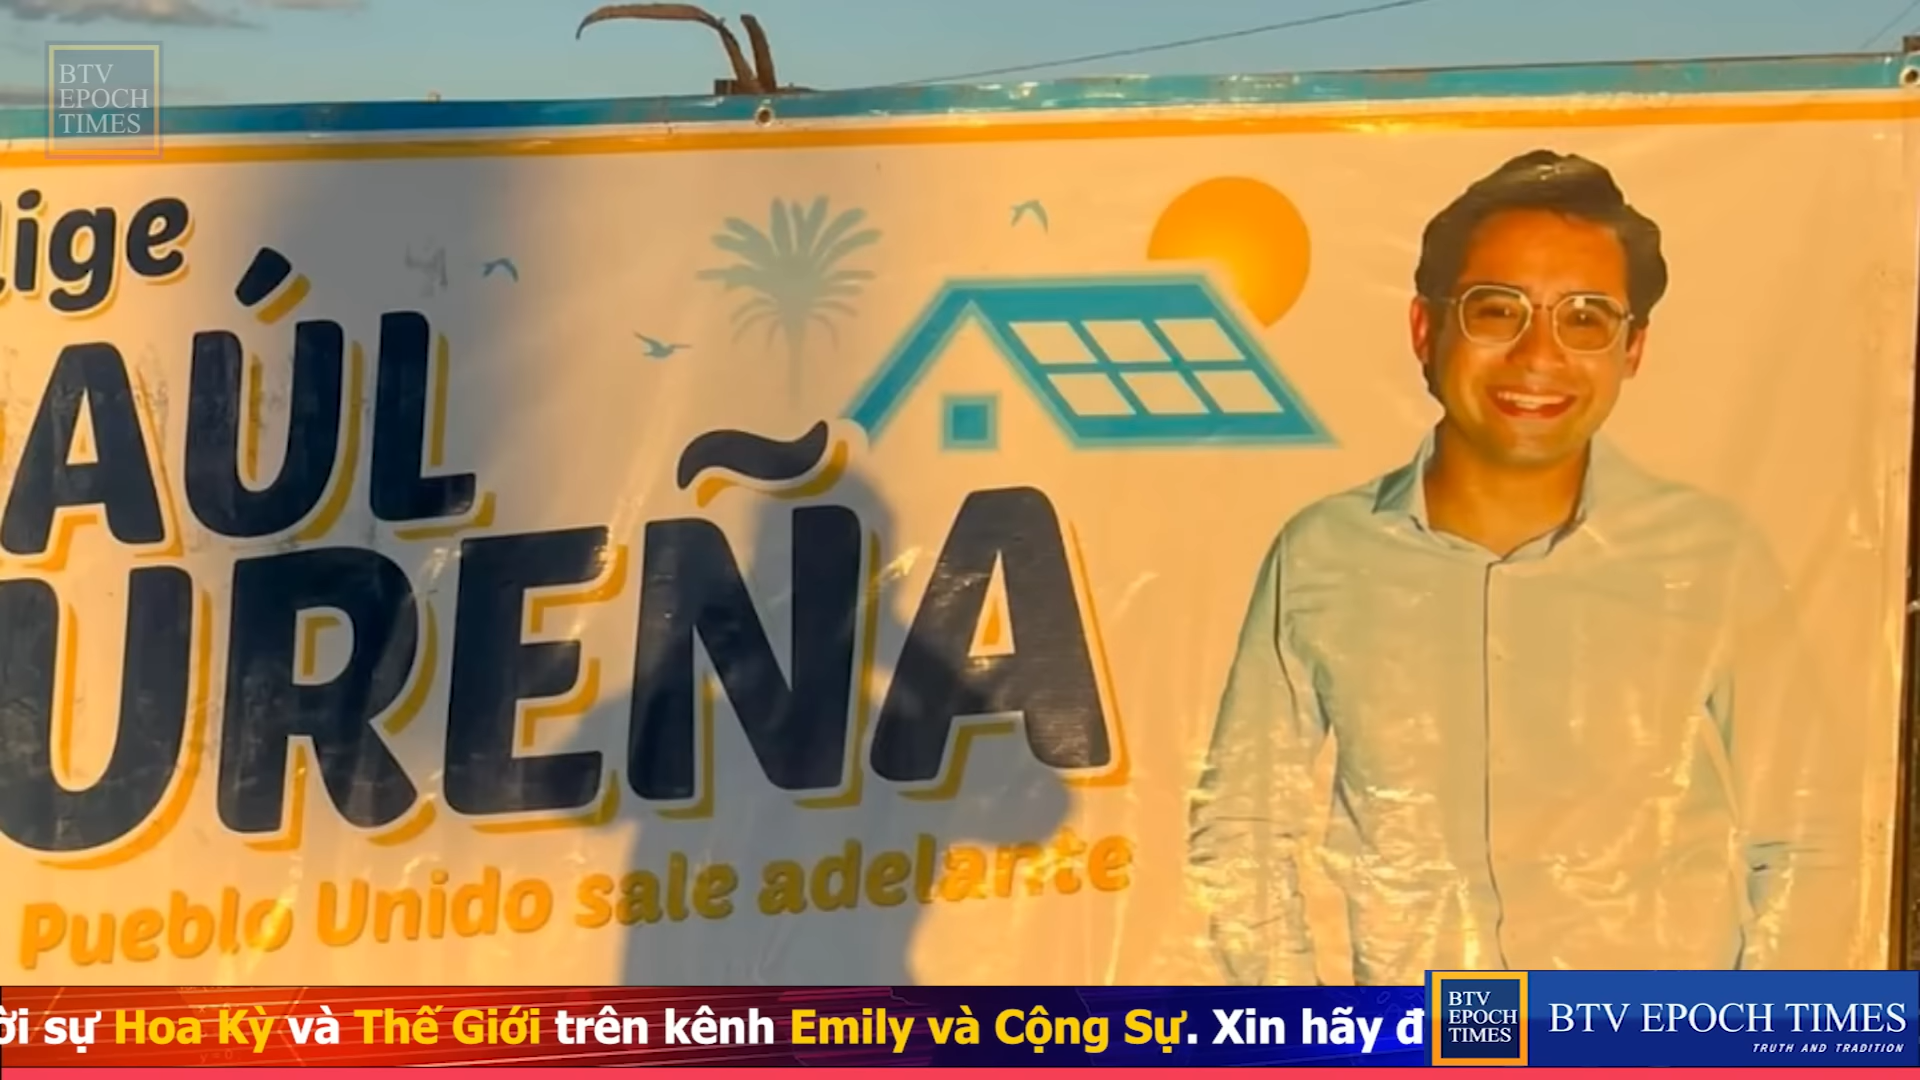 BTV
EPOCH
TIMES
lige
AÚL
UREÑA
Pueblo Unido sale adelante
ời sự Hoa Kỳ và Thế Giới trên kênh Emily và Cộng Sự. Xin hãy đ
BTV
EPOCH
TIMES
BTV EPOCH TIMES
TRUTH AND TRADITION